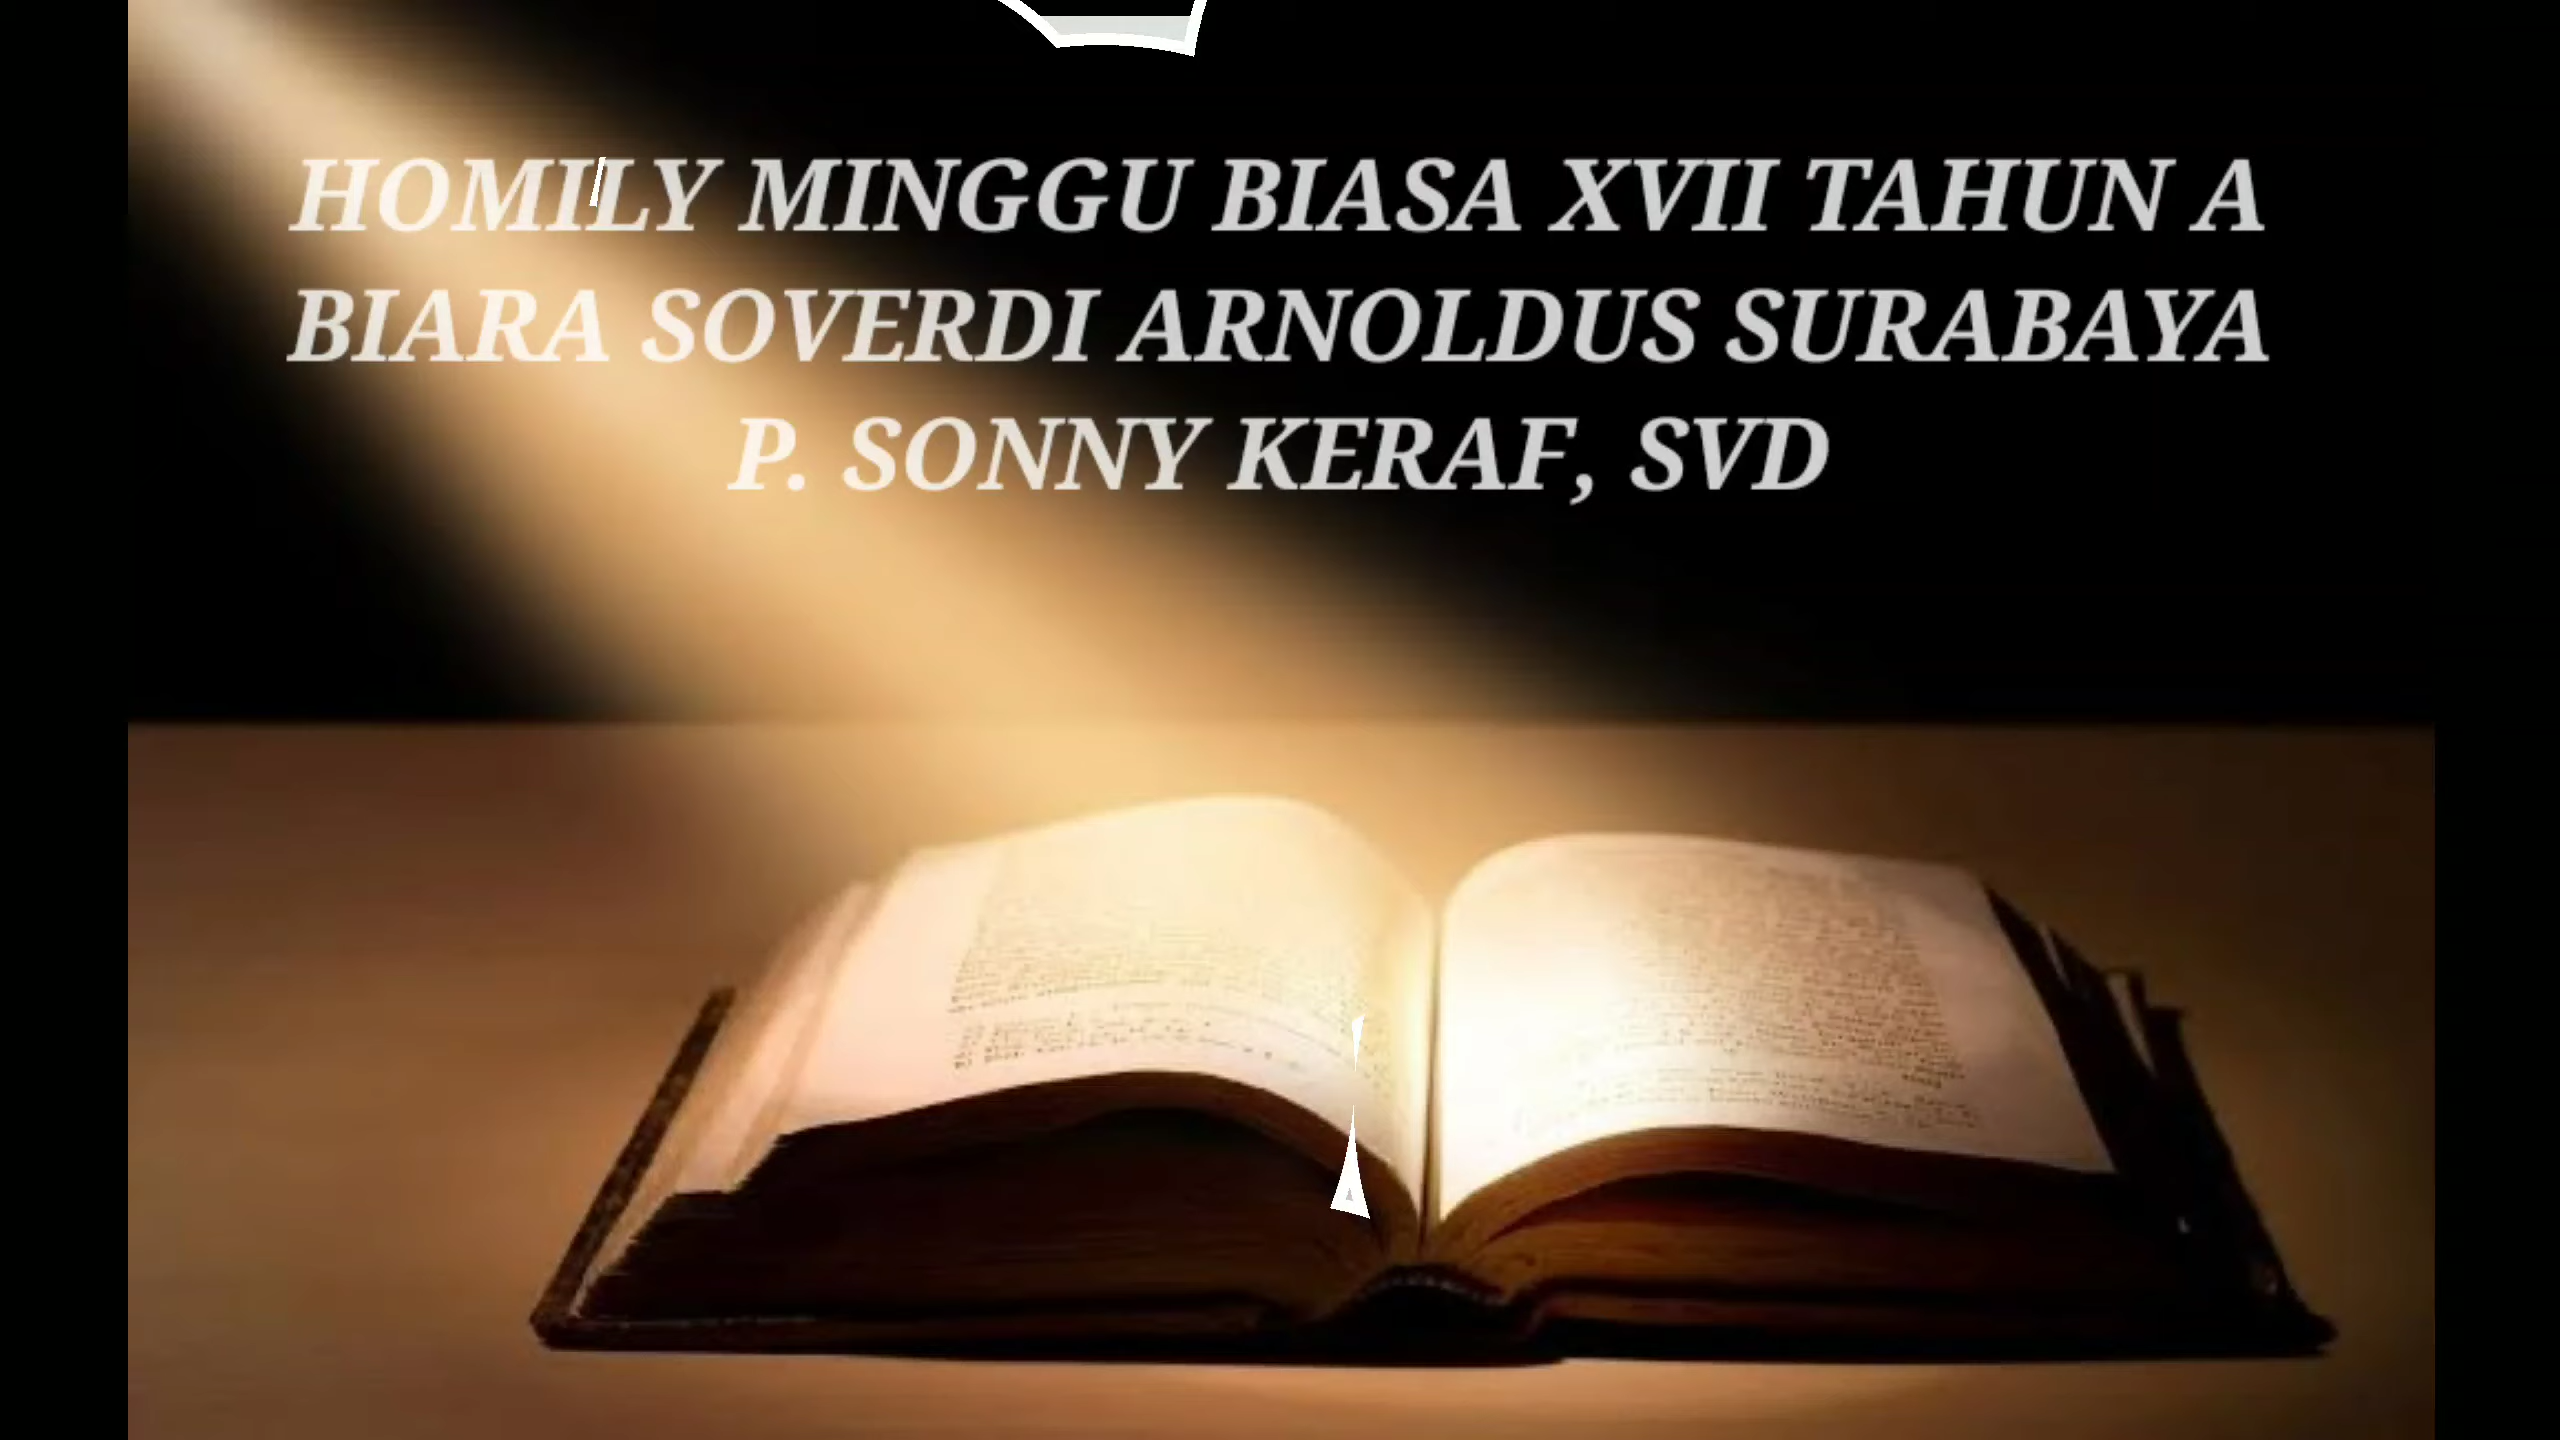 HOMILY MINGGU BIASA XVII TAHUN A
BIARA SOVERDI ARNOLDUS SURABAYA
P. SONNY KERAF, SVD